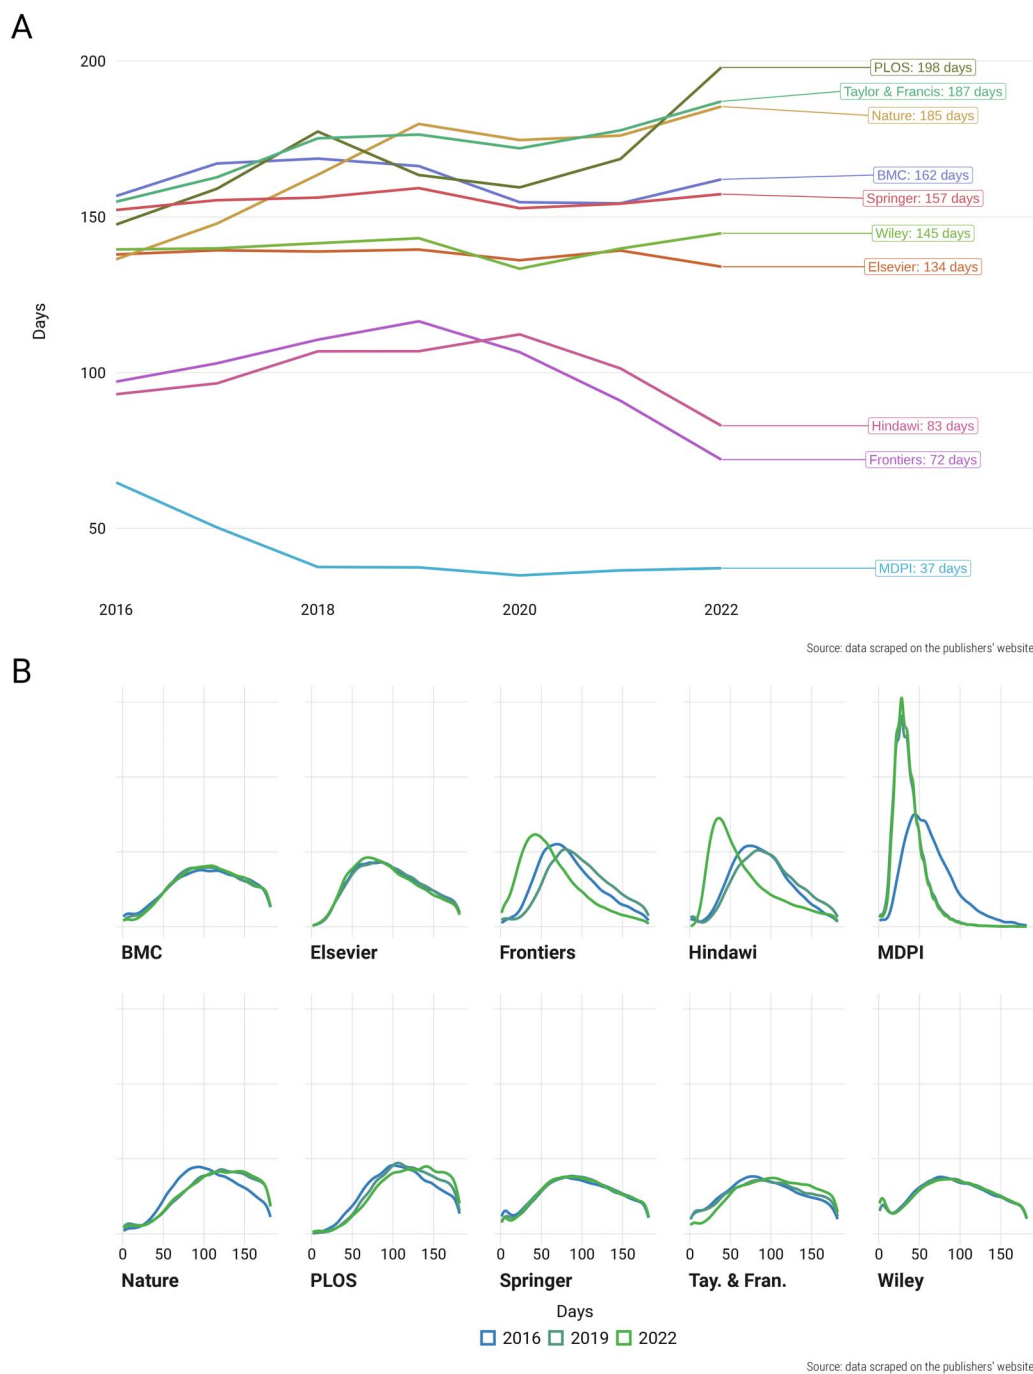 A
200
150
100
50
Days
PLOS: 198 days
Taylor & Francis: 187 days
Nature: 185 days
BMC: 162 days
Springer: 157 days
Wiley: 145 days
Elsevier: 134 days
Hindawi: 83 days
Frontiers: 72 days
MDPI: 37 days
2016 2018 2020 2022
Source: data scraped on the publishers' website
B
BMC Elsevier Frontiers Hindawi MDPI
0 50 100 150 0 50 100 150 0 50 100 150 0 50 100 150 0 50 100 150
Nature PLOS Springer Tay. & Fran. Wiley
Days
2016 2019 2022
Source: data scraped on the publishers' website